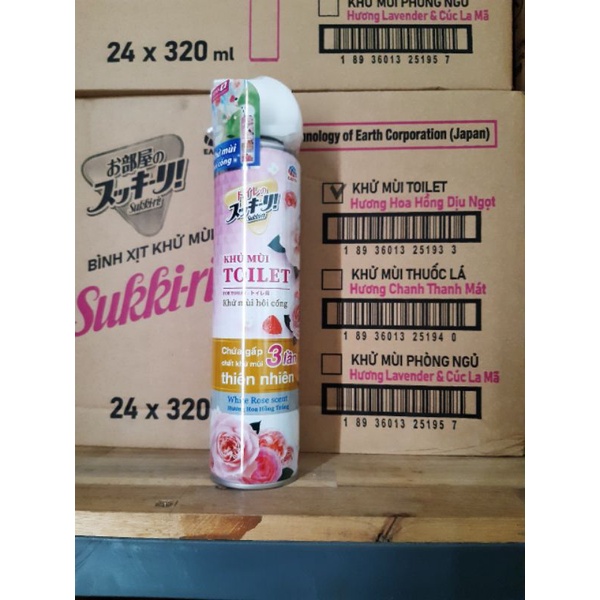 KHỬ MÙI PHÒNG NGỦ
Hương Lavender & Cúc La Mã
1 89 36013 25195 7
24 x 320 ml
nology of Earth Corporation (Japan)
お部屋の
スッキーリ!
Sukki-ri!
BÌNH XỊT KHỬ MÙI
Sukki-ri
24 x 320
KHỬ MÙI TOILET
Hương Hoa Hồng Dịu Ngọt
1 89 36013 25193 3
KHỬ MÙI THUỐC LÁ
Hương Chanh Thanh Mát
1 89 36013 25194 0
KHỬ MÙI PHÒNG NGỦ
Hương Lavender & Cúc La Mã
1 89 36013 25195 7
スッキーリ!
Sukki-ri!
KHỬ MÙI
TOILET
Khử mùi hôi cống
Chứa gấp
3 lần
chất khử mùi
thiên nhiên
White Rose scent
Hương Hoa Hồng Trắng